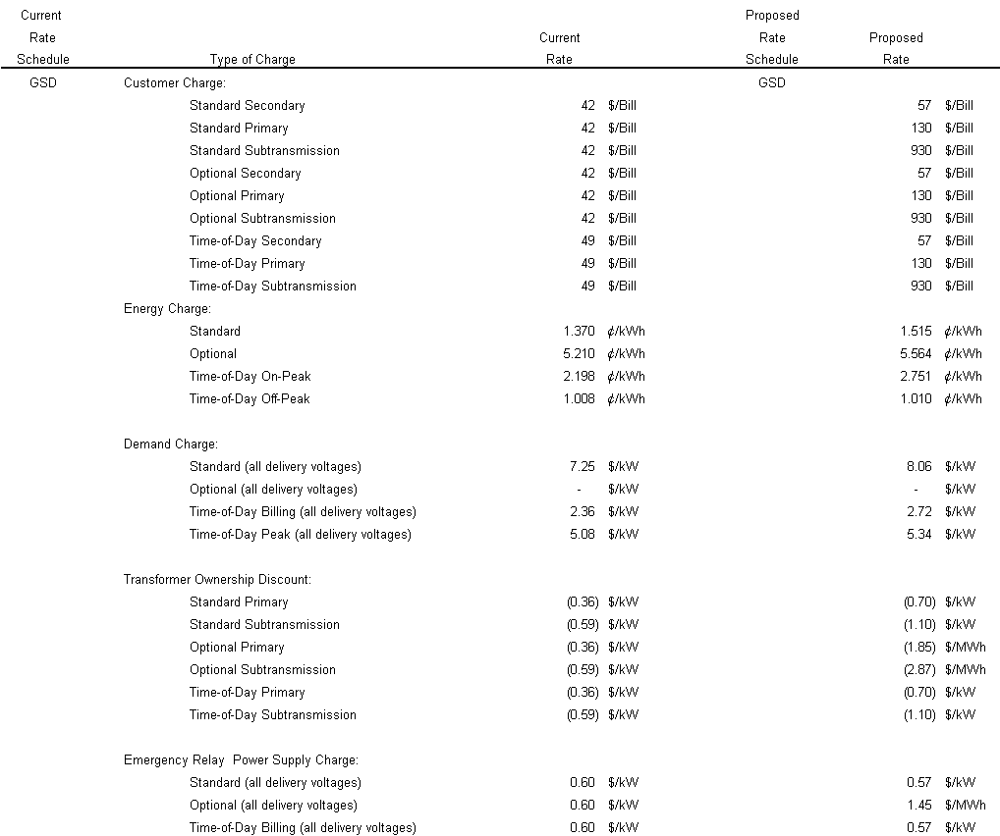 Current Proposed
Rate Current Rate Proposed
Schedule Type of Charge Rate Schedule Rate
GSD Customer Charge: GSD
Standard Secondary 42 $/Bill 57 $/Bill
Standard Primary 42 $/Bill 130 $/Bill
Standard Subtransmission 42 $/Bill 930 $/Bill
Optional Secondary 42 $/Bill 57 $/Bill
Optional Primary 42 $/Bill 130 $/Bill
Optional Subtransmission 42 $/Bill 930 $/Bill
Time-of-Day Secondary 49 $/Bill 57 $/Bill
Time-of-Day Primary 49 $/Bill 130 $/Bill
Time-of-Day Subtransmission 49 $/Bill 930 $/Bill
Energy Charge:
Standard 1.370 ¢/kWh 1.515 ¢/kWh
Optional 5.210 ¢/kWh 5.564 ¢/kWh
Time-of-Day On-Peak 2.198 ¢/kWh 2.751 ¢/kWh
Time-of-Day Off-Peak 1.008 ¢/kWh 1.010 ¢/kWh
Demand Charge:
Standard (all delivery voltages) 7.25 $/kW 8.06 $/kW
Optional (all delivery voltages) - $/kW - $/kW
Time-of-Day Billing (all delivery voltages) 2.36 $/kW 2.72 $/kW
Time-of-Day Peak (all delivery voltages) 5.08 $/kW 5.34 $/kW
Transformer Ownership Discount:
Standard Primary (0.36) $/kW (0.70) $/kW
Standard Subtransmission (0.59) $/kW (1.10) $/kW
Optional Primary (0.36) $/kW (1.85) $/MWh
Optional Subtransmission (0.59) $/kW (2.87) $/MWh
Time-of-Day Primary (0.36) $/kW (0.70) $/kW
Time-of-Day Subtransmission (0.59) $/kW (1.10) $/kW
Emergency Relay Power Supply Charge:
Standard (all delivery voltages) 0.60 $/kW 0.57 $/kW
Optional (all delivery voltages) 0.60 $/kW 1.45 $/MWh
Time-of-Day Billing (all delivery voltages) 0.60 $/kW 0.57 $/kW